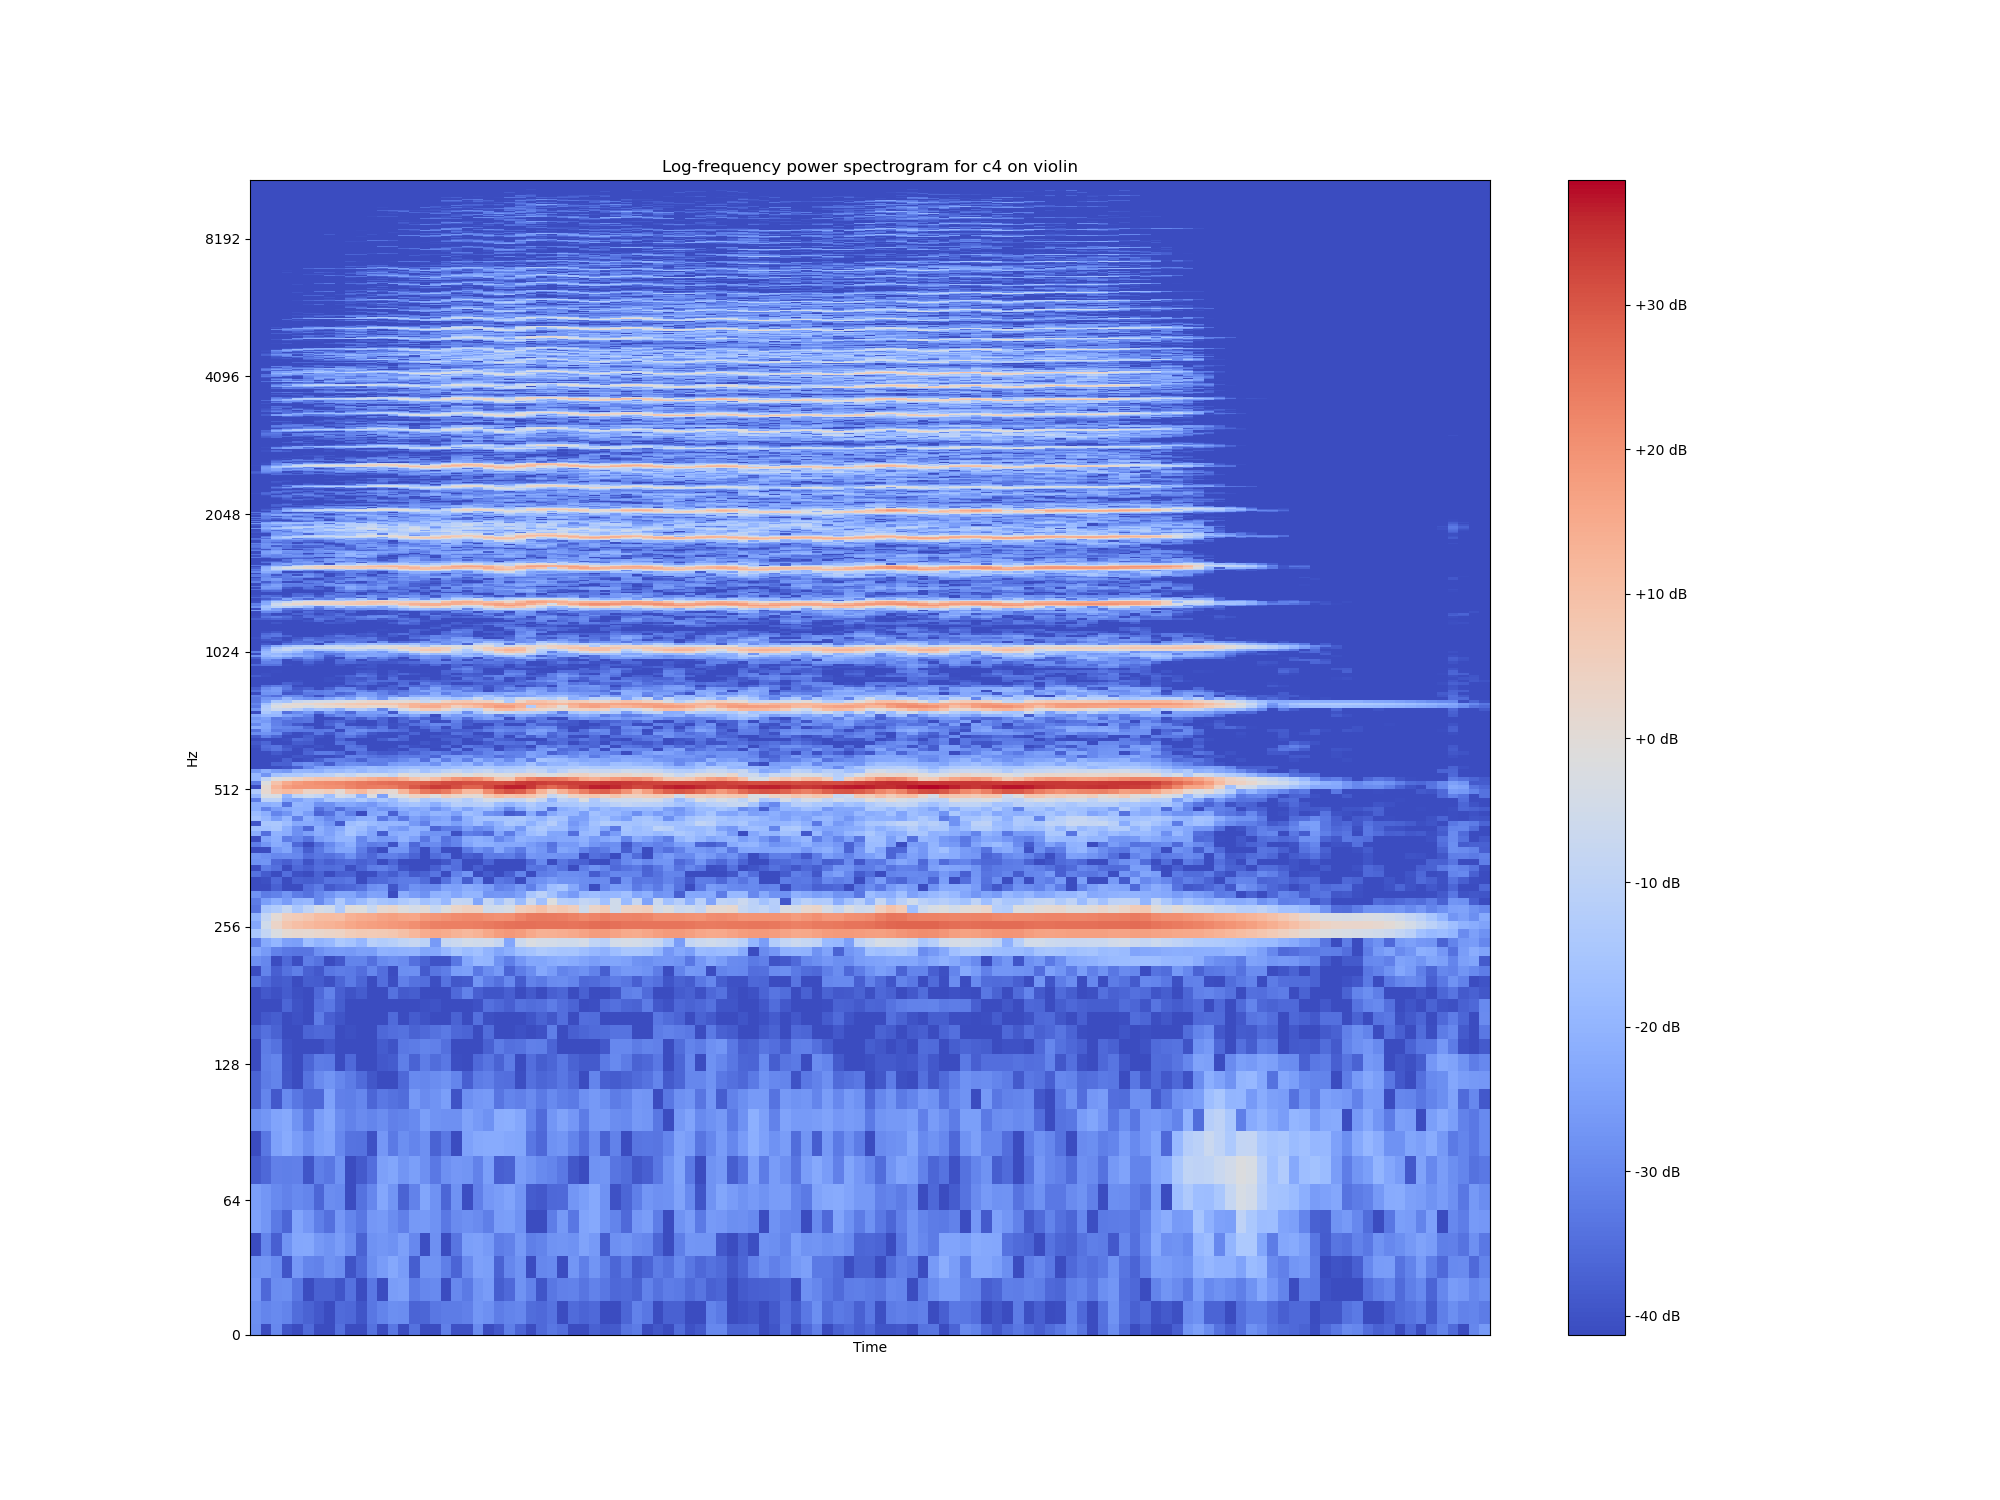 Log-frequency power spectrogram for c4 on violin
8192
4096
2048
1024
512
256
128
64
0
Hz
Time
+30 dB
+20 dB
+10 dB
+0 dB
-10 dB
-20 dB
-30 dB
-40 dB